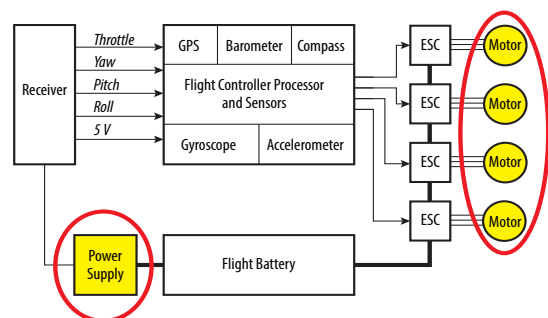 Receiver
Throttle
Yaw
Pitch
Roll
5 V
GPS
Barometer
Compass
Flight Controller Processor
and Sensors
Gyroscope
Accelerometer
ESC
Motor
ESC
Motor
ESC
Motor
ESC
Motor
Power
Supply
Flight Battery